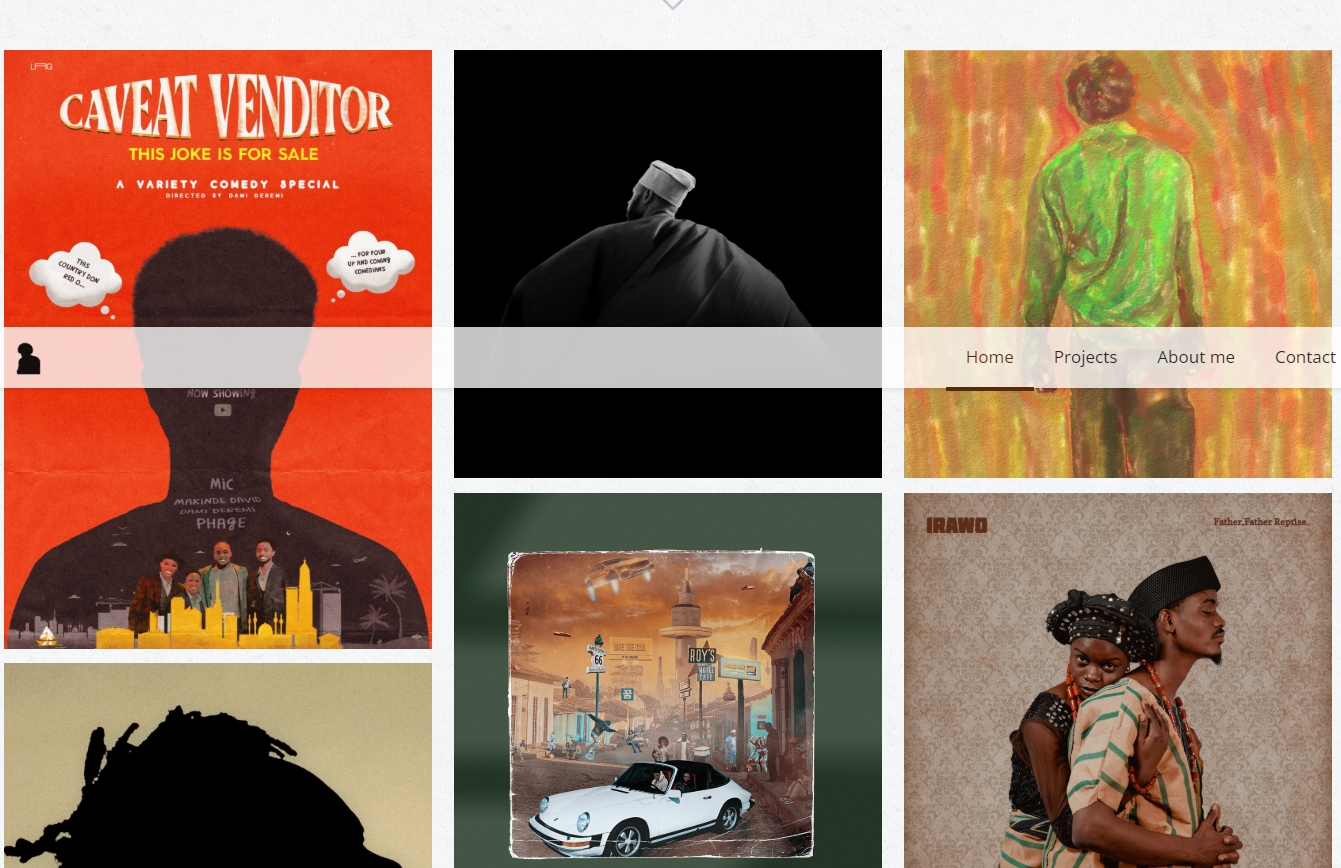 CAVEAT VENDITOR
THIS JOKE IS FOR SALE
A VARIETY COMEDY SPECIAL
DIRECTED BY DAMI DEREMI
THIS
COUNTRY DON
RED O...
... FOR FOUR
UP AND COMING
COMEDIANS
Home
Projects
About me
Contact
NOW SHOWING
MIC
MAKINDE DAVID
DAMI DEREMI
PHAGE
66
ROY'S
MOTEL
CAFE
IRAWO
Father,Father Reprise.